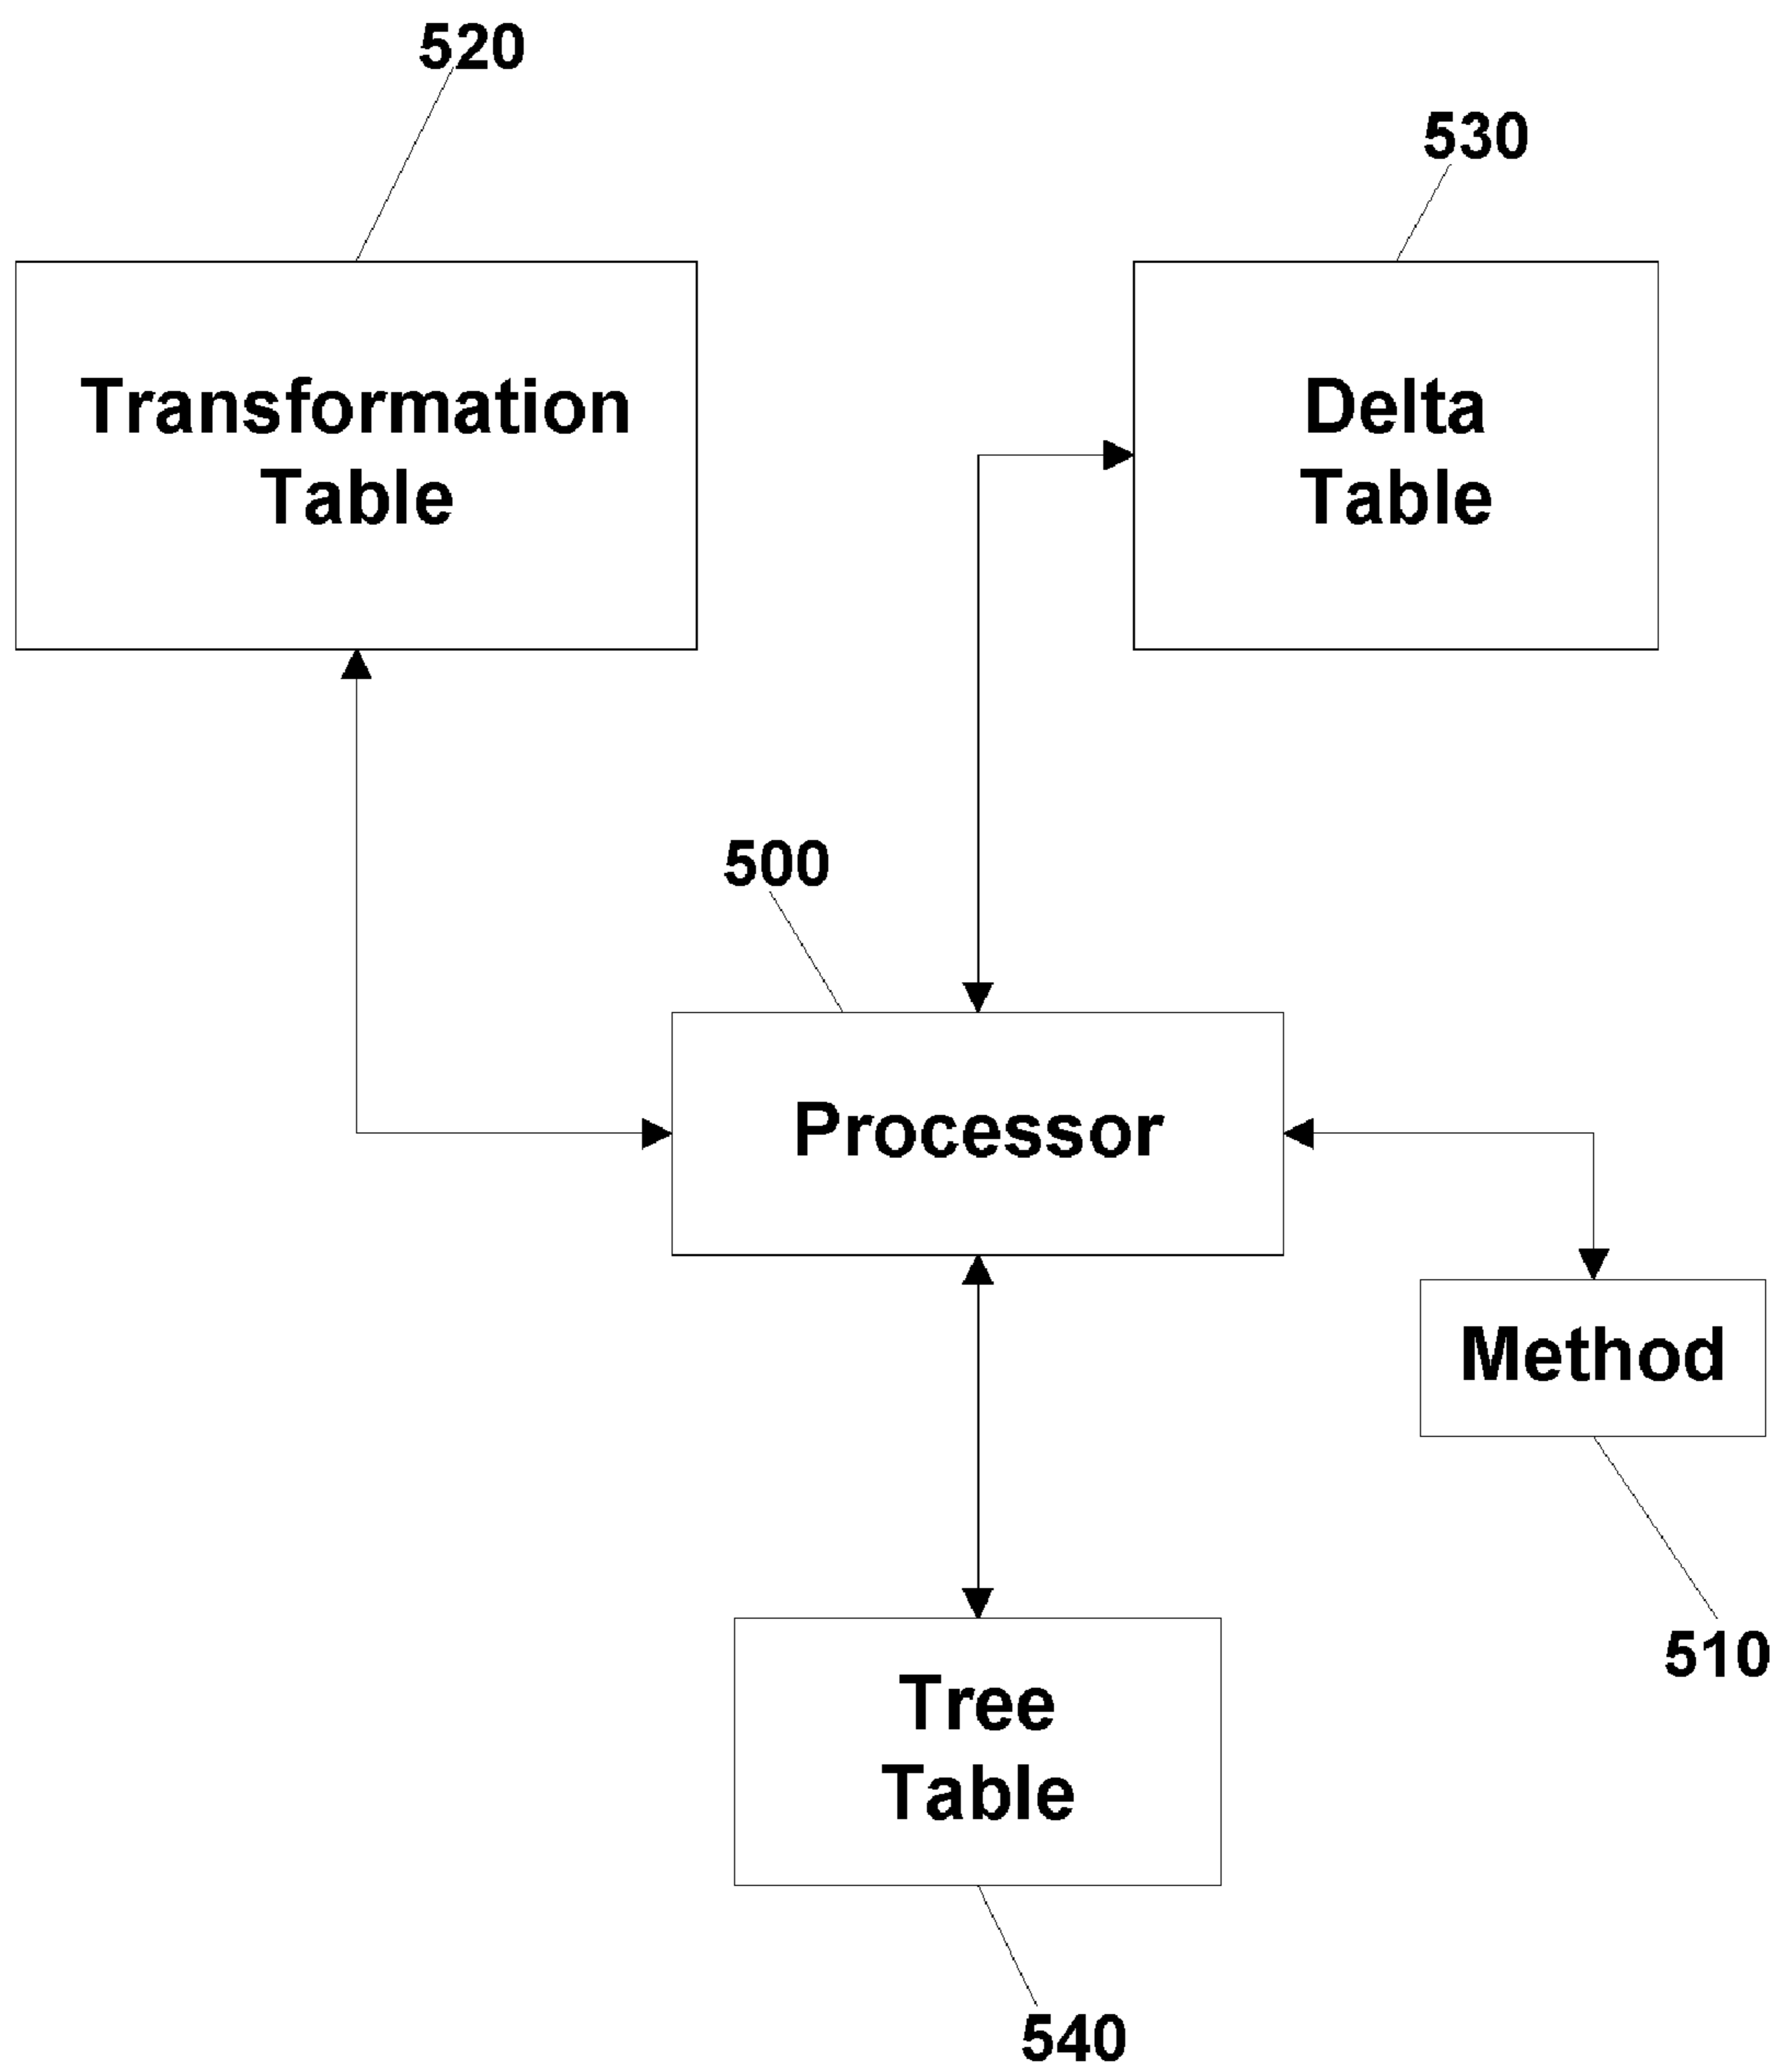 520
530
Transformation
Table
Delta
Table
500
Processor
Method
510
Tree
Table
540